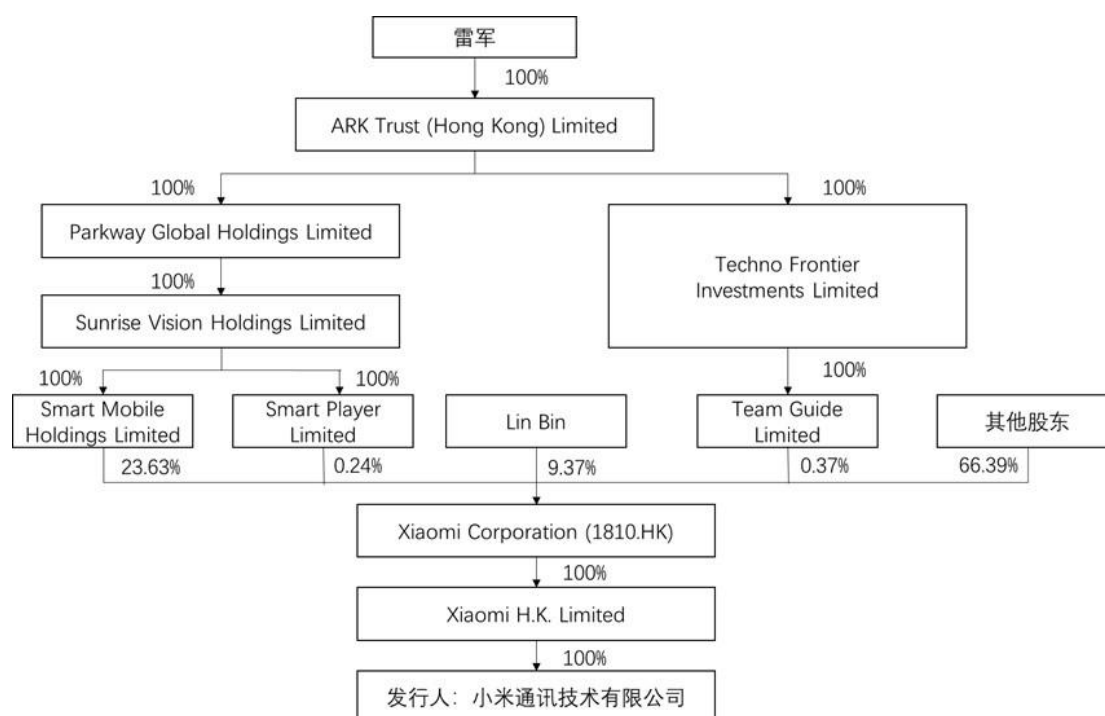 雷军
100%
ARK Trust (Hong Kong) Limited
100%
100%
Parkway Global Holdings Limited
Techno Frontier
Investments Limited
100%
Sunrise Vision Holdings Limited
100%
100%
100%
Smart Mobile
Holdings Limited
Smart Player
Limited
Lin Bin
Team Guide
Limited
其他股东
23.63%
0.24%
9.37%
0.37%
66.39%
Xiaomi Corporation (1810.HK)
100%
Xiaomi H.K. Limited
100%
发行人：小米通讯技术有限公司